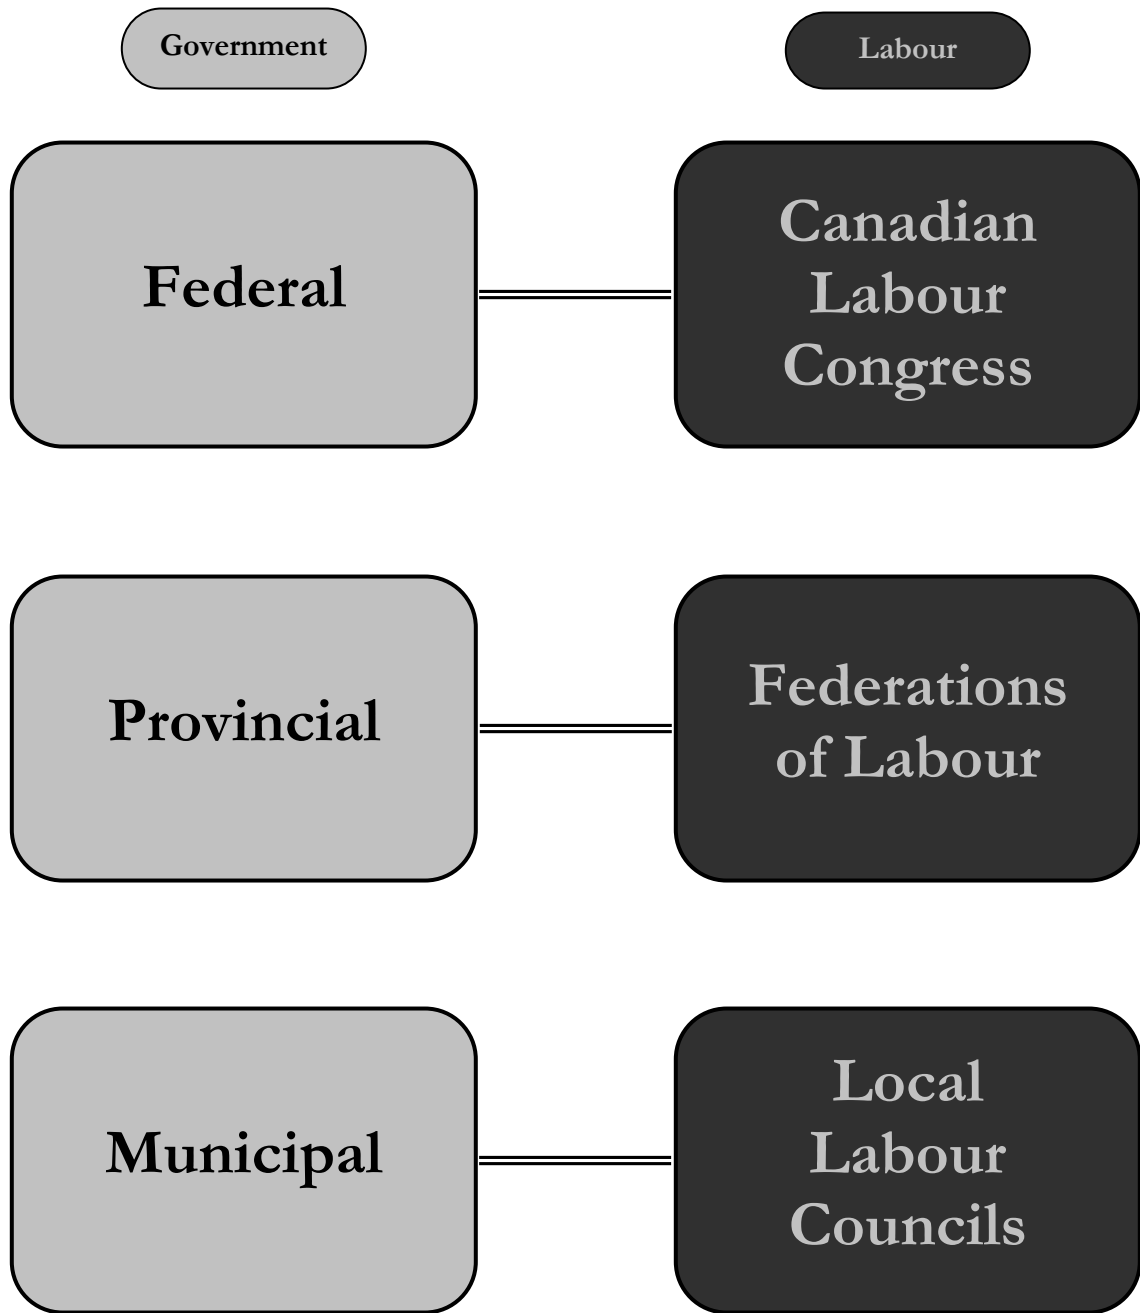 Government
Labour
Federal
Canadian
Labour
Congress
Provincial
Federations
of Labour
Municipal
Local
Labour
Councils